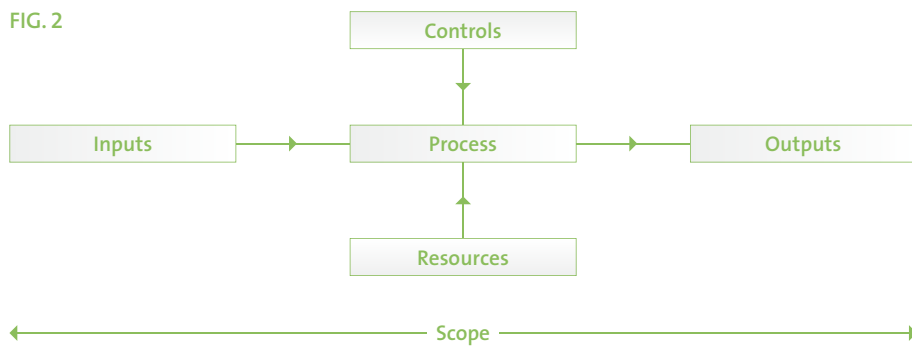 FIG. 2
Controls
Inputs
Process
Outputs
Resources
Scope